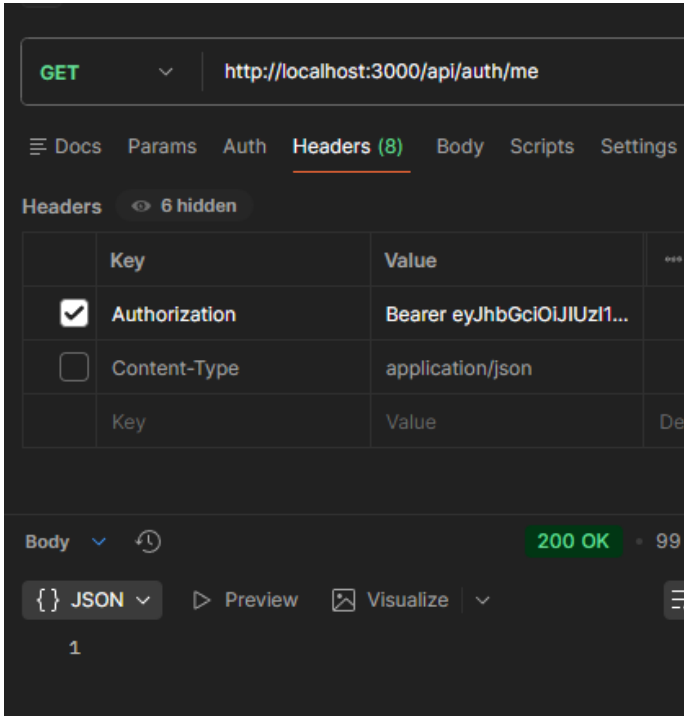 GET http://localhost:3000/api/auth/me
Docs Params Auth Headers (8) Body Scripts Settings
Headers 6 hidden
Key Value
Authorization Bearer eyJhbGciOiJIUzI1...
Content-Type application/json
Key Value De
Body 200 OK • 99
{} JSON Preview Visualize
1